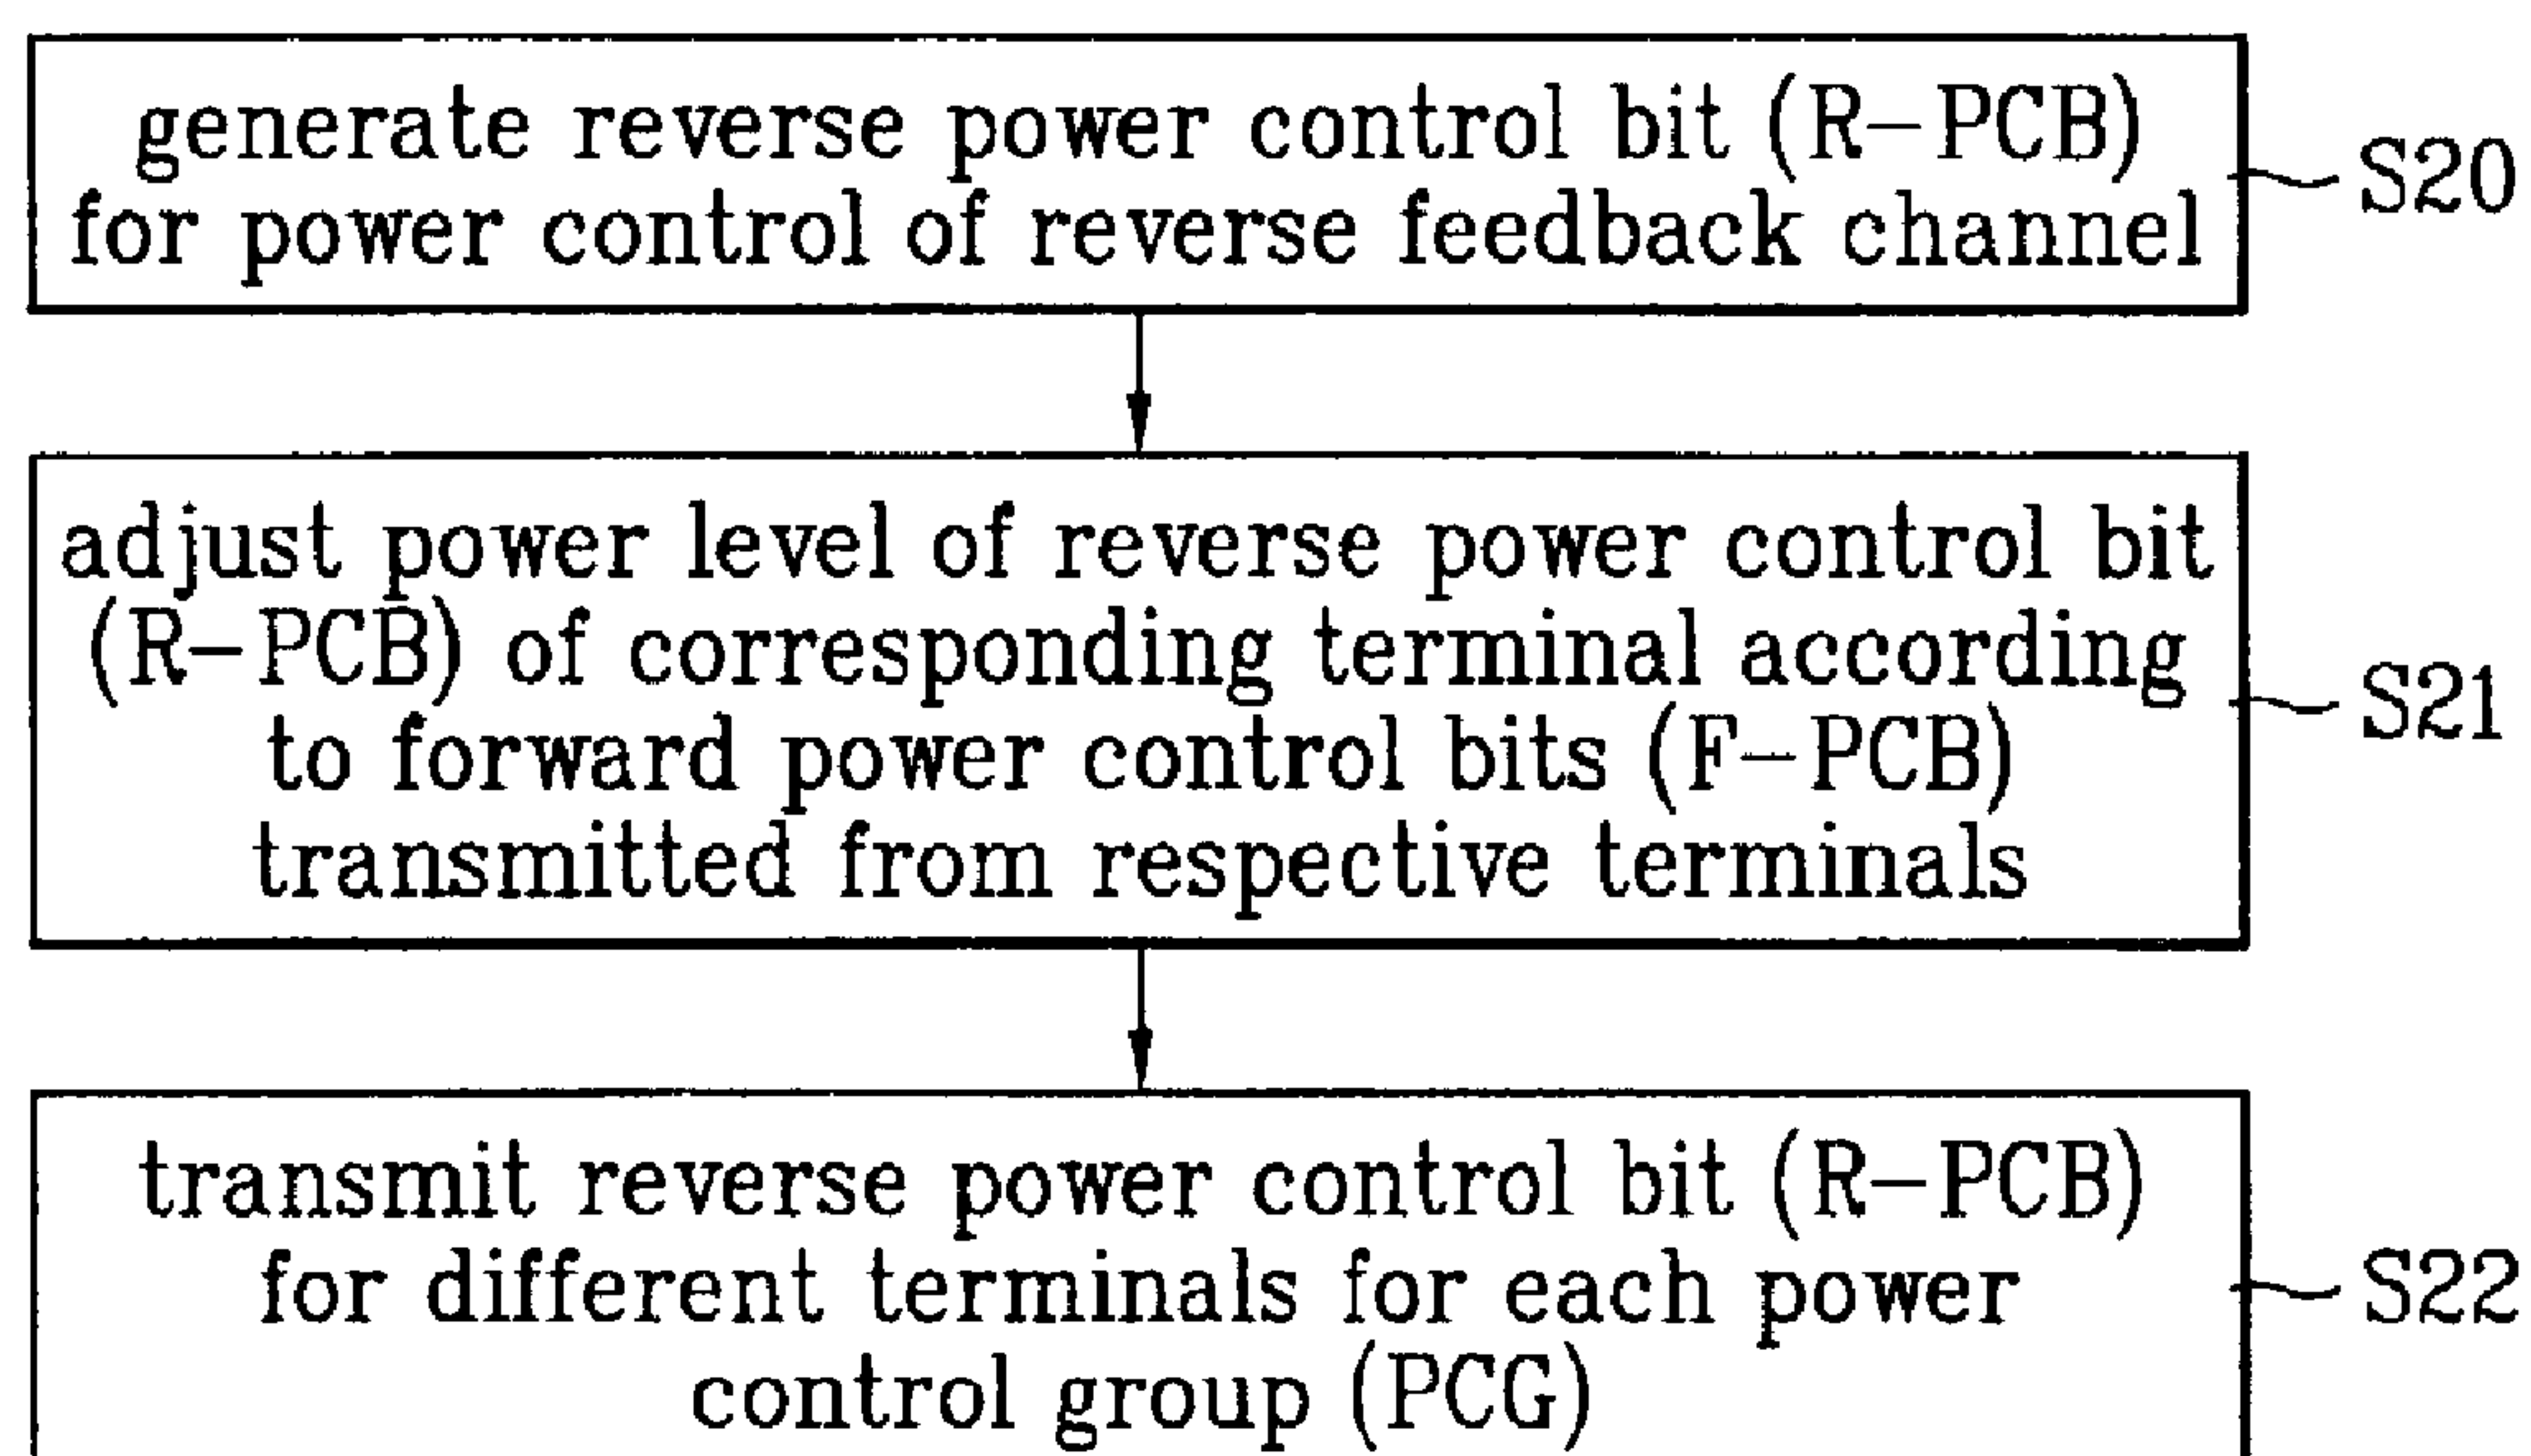 generate reverse power control bit (R-PCB)
for power control of reverse feedback channel
S20
adjust power level of reverse power control bit
(R-PCB) of corresponding terminal according
to forward power control bits (F-PCB)
transmitted from respective terminals
S21
transmit reverse power control bit (R-PCB)
for different terminals for each power
control group (PCG)
S22